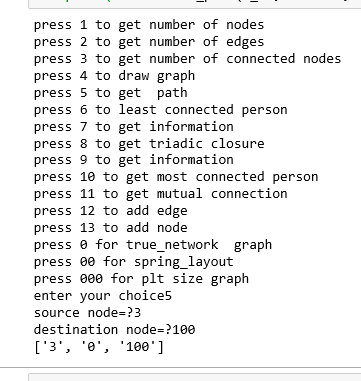 press 1 to get number of nodes
press 2 to get number of edges
press 3 to get number of connected nodes
press 4 to draw graph
press 5 to get  path
press 6 to least connected person
press 7 to get information
press 8 to get triadic closure
press 9 to get information
press 10 to get most connected person
press 11 to get mutual connection
press 12 to add edge
press 13 to add node
press 0 for true_network  graph
press 00 for spring_layout
press 000 for plt size graph
enter your choice5
source node=?3
destination node=?100
['3', '0', '100']